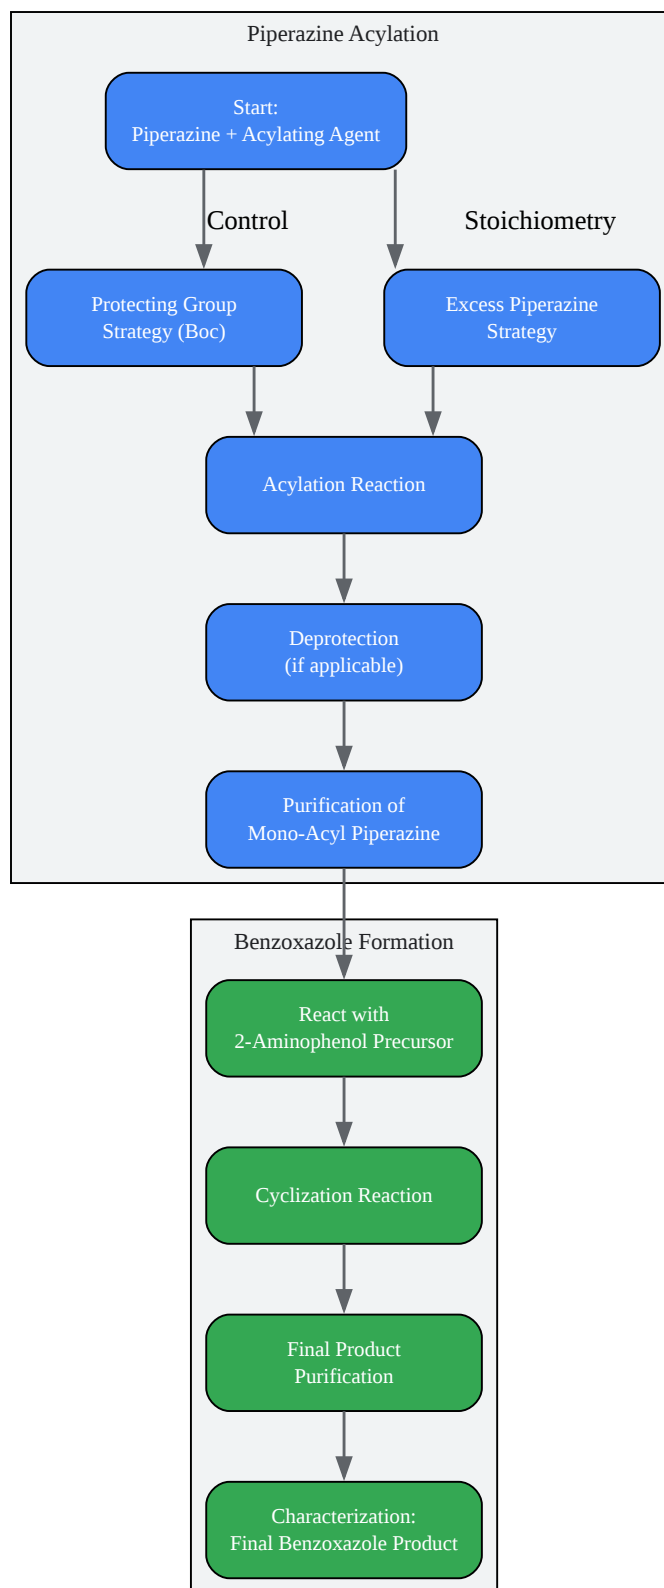 Piperazine Acylation
Start:
Piperazine + Acylating Agent
Control
Stoichiometry
Protecting Group
Strategy (Boc)
Excess Piperazine
Strategy
Acylation Reaction
Deprotection
(if applicable)
Purification of
Mono-Acyl Piperazine
Benzoxazole Formation
React with
2-Aminophenol Precursor
Cyclization Reaction
Final Product
Purification
Characterization:
Final Benzoxazole Product